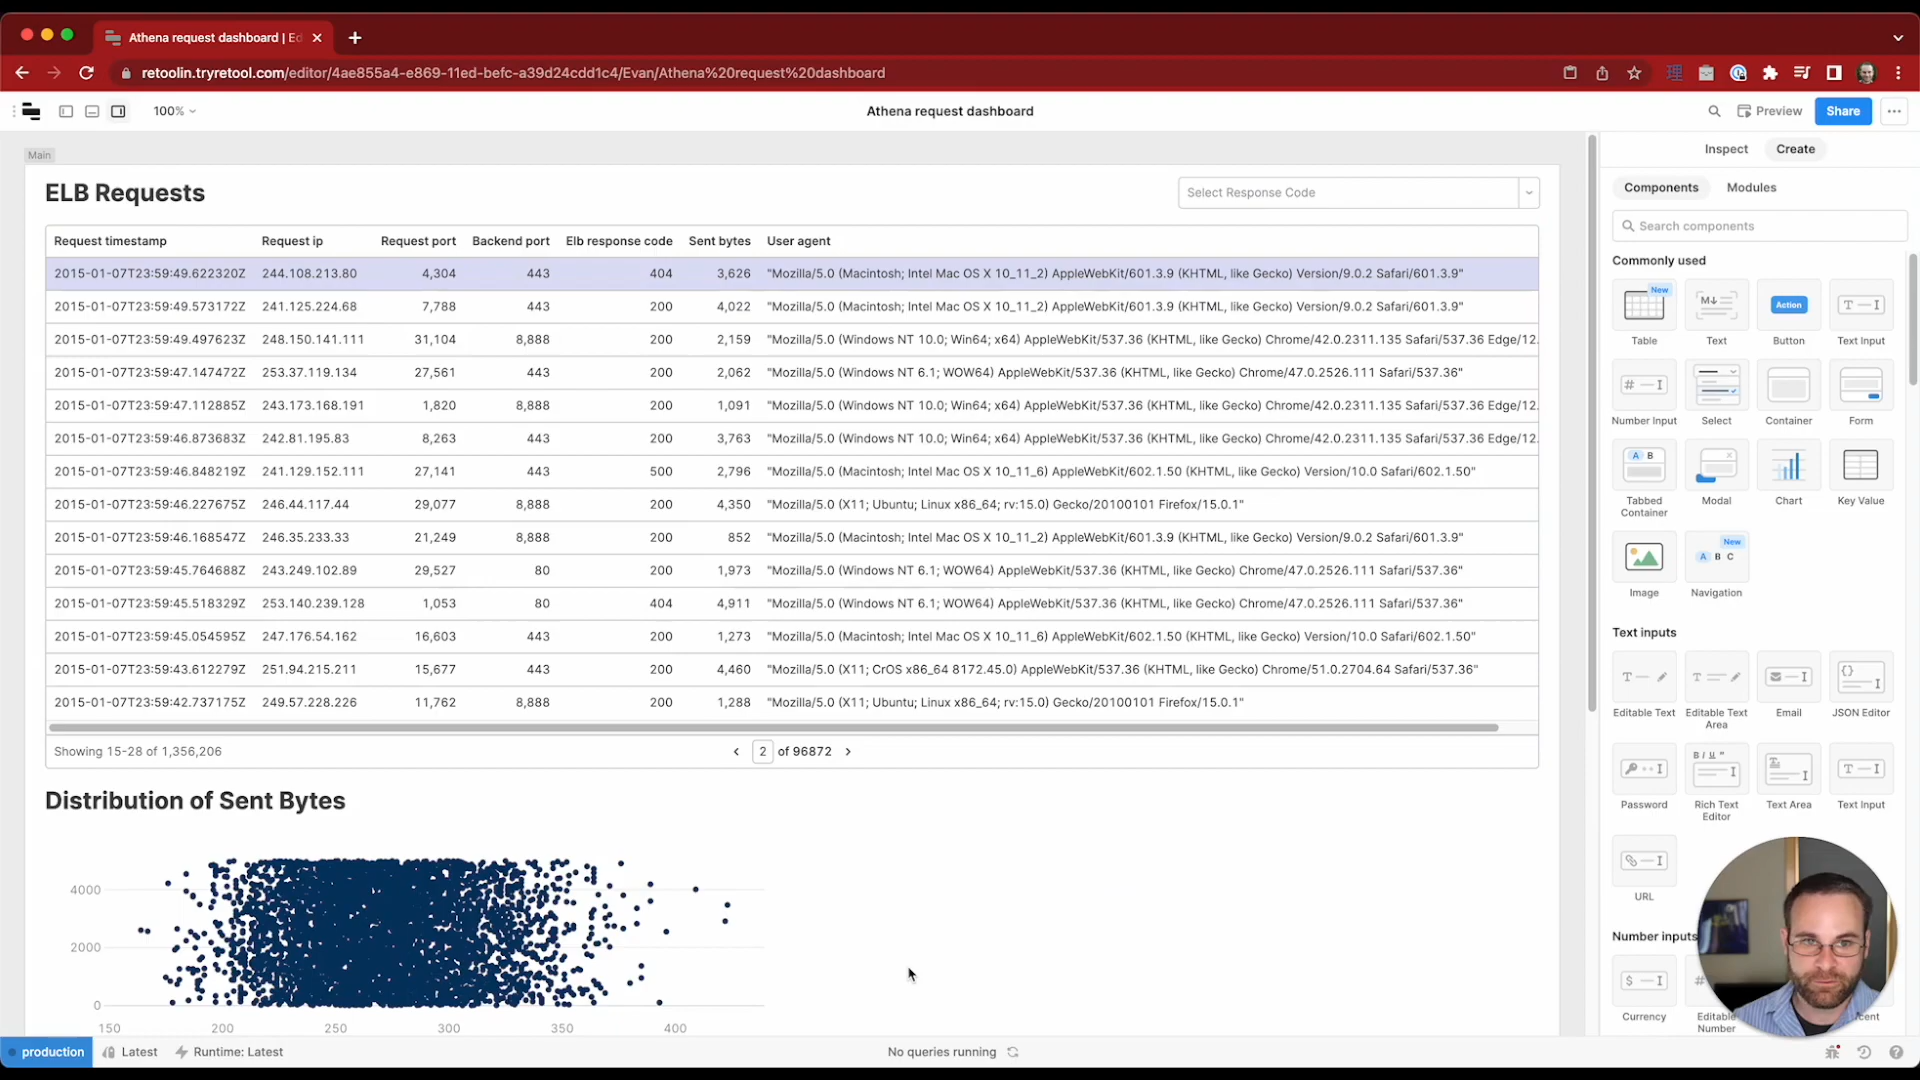 Athena request dashboard | Ed
retoolin.tryretool.com/editor/4ae855a4-e869-11ed-befc-a39d24cdd1c4/Evan/Athena%20request%20dashboard
100%
Athena request dashboard
Preview
Share
Main
ELB Requests
Select Response Code
Request timestamp Request ip Request port Backend port Elb response code Sent bytes User agent
2015-01-07T23:59:49.622320Z 244.108.213.80 4,304 443 404 3,626 "Mozilla/5.0 (Macintosh; Intel Mac OS X 10_11_2) AppleWebKit/601.3.9 (KHTML, like Gecko) Version/9.0.2 Safari/601.3.9"
2015-01-07T23:59:49.573172Z 241.125.224.68 7,788 443 200 4,022 "Mozilla/5.0 (Macintosh; Intel Mac OS X 10_11_2) AppleWebKit/601.3.9 (KHTML, like Gecko) Version/9.0.2 Safari/601.3.9"
2015-01-07T23:59:49.497623Z 248.150.141.111 31,104 8,888 200 2,159 "Mozilla/5.0 (Windows NT 10.0; Win64; x64) AppleWebKit/537.36 (KHTML, like Gecko) Chrome/42.0.2311.135 Safari/537.36 Edge/12.
2015-01-07T23:59:47.147472Z 253.37.119.134 27,561 443 200 2,062 "Mozilla/5.0 (Windows NT 6.1; WOW64) AppleWebKit/537.36 (KHTML, like Gecko) Chrome/47.0.2526.111 Safari/537.36"
2015-01-07T23:59:47.112885Z 243.173.168.191 1,820 8,888 200 1,091 "Mozilla/5.0 (Windows NT 10.0; Win64; x64) AppleWebKit/537.36 (KHTML, like Gecko) Chrome/42.0.2311.135 Safari/537.36 Edge/12.
2015-01-07T23:59:46.873683Z 242.81.195.83 8,263 443 200 3,763 "Mozilla/5.0 (Windows NT 10.0; Win64; x64) AppleWebKit/537.36 (KHTML, like Gecko) Chrome/42.0.2311.135 Safari/537.36 Edge/12.
2015-01-07T23:59:46.848219Z 241.129.152.111 27,141 443 500 2,796 "Mozilla/5.0 (Macintosh; Intel Mac OS X 10_11_6) AppleWebKit/602.1.50 (KHTML, like Gecko) Version/10.0 Safari/602.1.50"
2015-01-07T23:59:46.227675Z 246.44.117.44 29,077 8,888 200 4,350 "Mozilla/5.0 (X11; Ubuntu; Linux x86_64; rv:15.0) Gecko/20100101 Firefox/15.0.1"
2015-01-07T23:59:46.168547Z 246.35.233.33 21,249 8,888 200 852 "Mozilla/5.0 (Macintosh; Intel Mac OS X 10_11_2) AppleWebKit/601.3.9 (KHTML, like Gecko) Version/9.0.2 Safari/601.3.9"
2015-01-07T23:59:45.764688Z 243.249.102.89 29,527 80 200 1,973 "Mozilla/5.0 (Windows NT 6.1; WOW64) AppleWebKit/537.36 (KHTML, like Gecko) Chrome/47.0.2526.111 Safari/537.36"
2015-01-07T23:59:45.518329Z 253.140.239.128 1,053 80 404 4,911 "Mozilla/5.0 (Windows NT 6.1; WOW64) AppleWebKit/537.36 (KHTML, like Gecko) Chrome/47.0.2526.111 Safari/537.36"
2015-01-07T23:59:45.054595Z 247.176.54.162 16,603 443 200 1,273 "Mozilla/5.0 (Macintosh; Intel Mac OS X 10_11_6) AppleWebKit/602.1.50 (KHTML, like Gecko) Version/10.0 Safari/602.1.50"
2015-01-07T23:59:43.612279Z 251.94.215.211 15,677 443 200 4,460 "Mozilla/5.0 (X11; CrOS x86_64 8172.45.0) AppleWebKit/537.36 (KHTML, like Gecko) Chrome/51.0.2704.64 Safari/537.36"
2015-01-07T23:59:42.737175Z 249.57.228.226 11,762 8,888 200 1,288 "Mozilla/5.0 (X11; Ubuntu; Linux x86_64; rv:15.0) Gecko/20100101 Firefox/15.0.1"
Showing 15-28 of 1,356,206
2 of 96872
Distribution of Sent Bytes
4000
2000
0
150 200 250 300 350 400
Inspect Create
Components Modules
Search components
Commonly used
New
Action
Table Text Button Text Input
Number Input Select Container Form
A B
Tabbed Container Modal Chart Key Value
New
A B C
Image Navigation
Text inputs
Editable Text Editable Text Area Email JSON Editor
Password Rich Text Editor Text Area Text Input
URL
Number inputs
Currency Editable Number
production Latest Runtime: Latest
No queries running